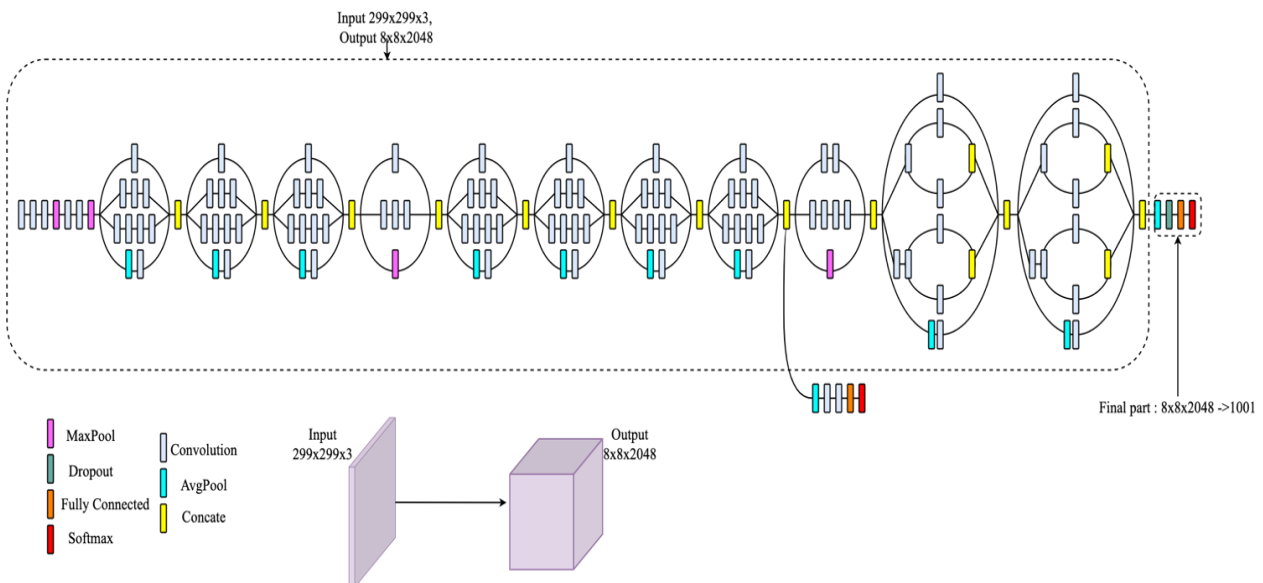 Input 299x299x3,
Output 8x8x2048
Final part : 8x8x2048 ->1001
MaxPool
Dropout
Fully Connected
Softmax
Convolution
AvgPool
Concate
Input
299x299x3
Output
8x8x2048